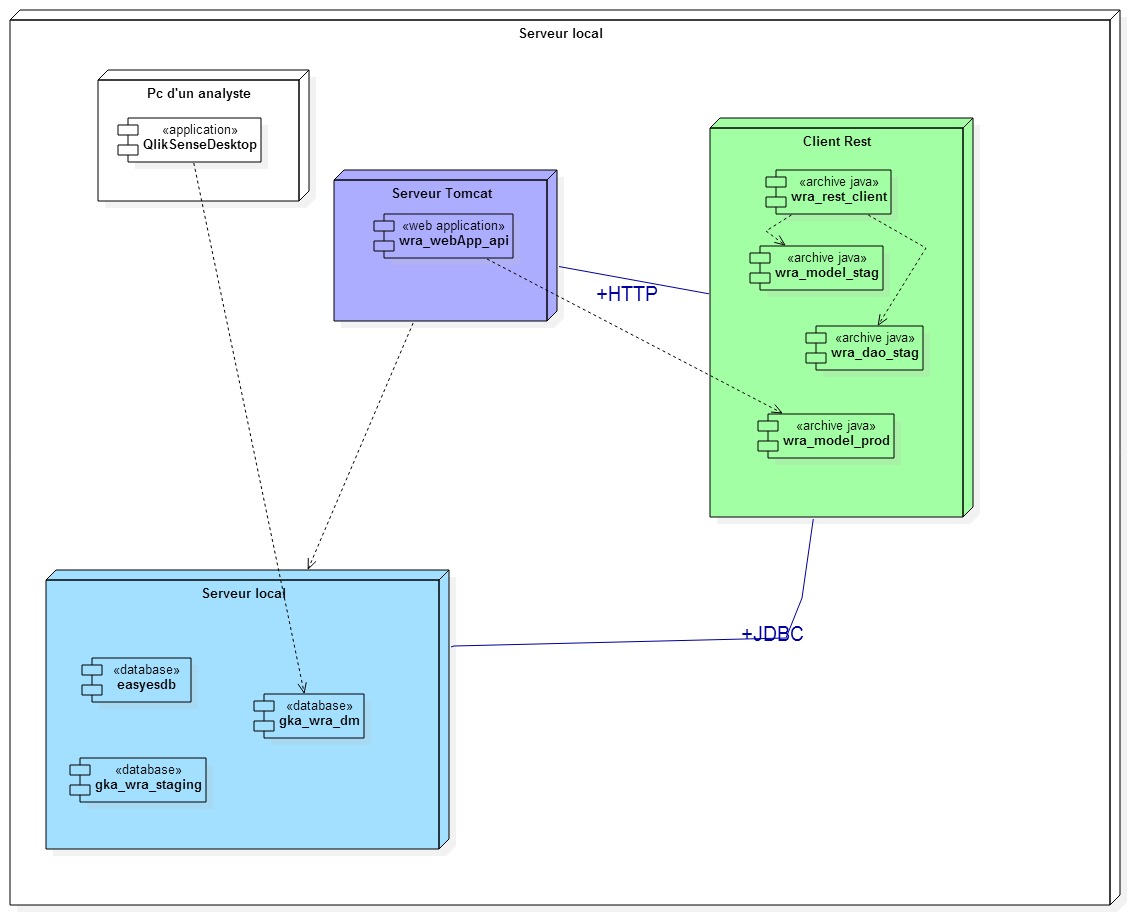 Serveur local
Pc d'un analyste
«application»
QlikSenseDesktop
Serveur Tomcat
«web application»
wra_webApp_api
Client Rest
«archive java»
wra_rest_client
«archive java»
wra_model_stag
+HTTP
«archive java»
wra_dao_stag
«archive java»
wra_model_prod
Serveur local
+JDBC
«database»
easyesdb
«database»
gka_wra_dm
«database»
gka_wra_staging